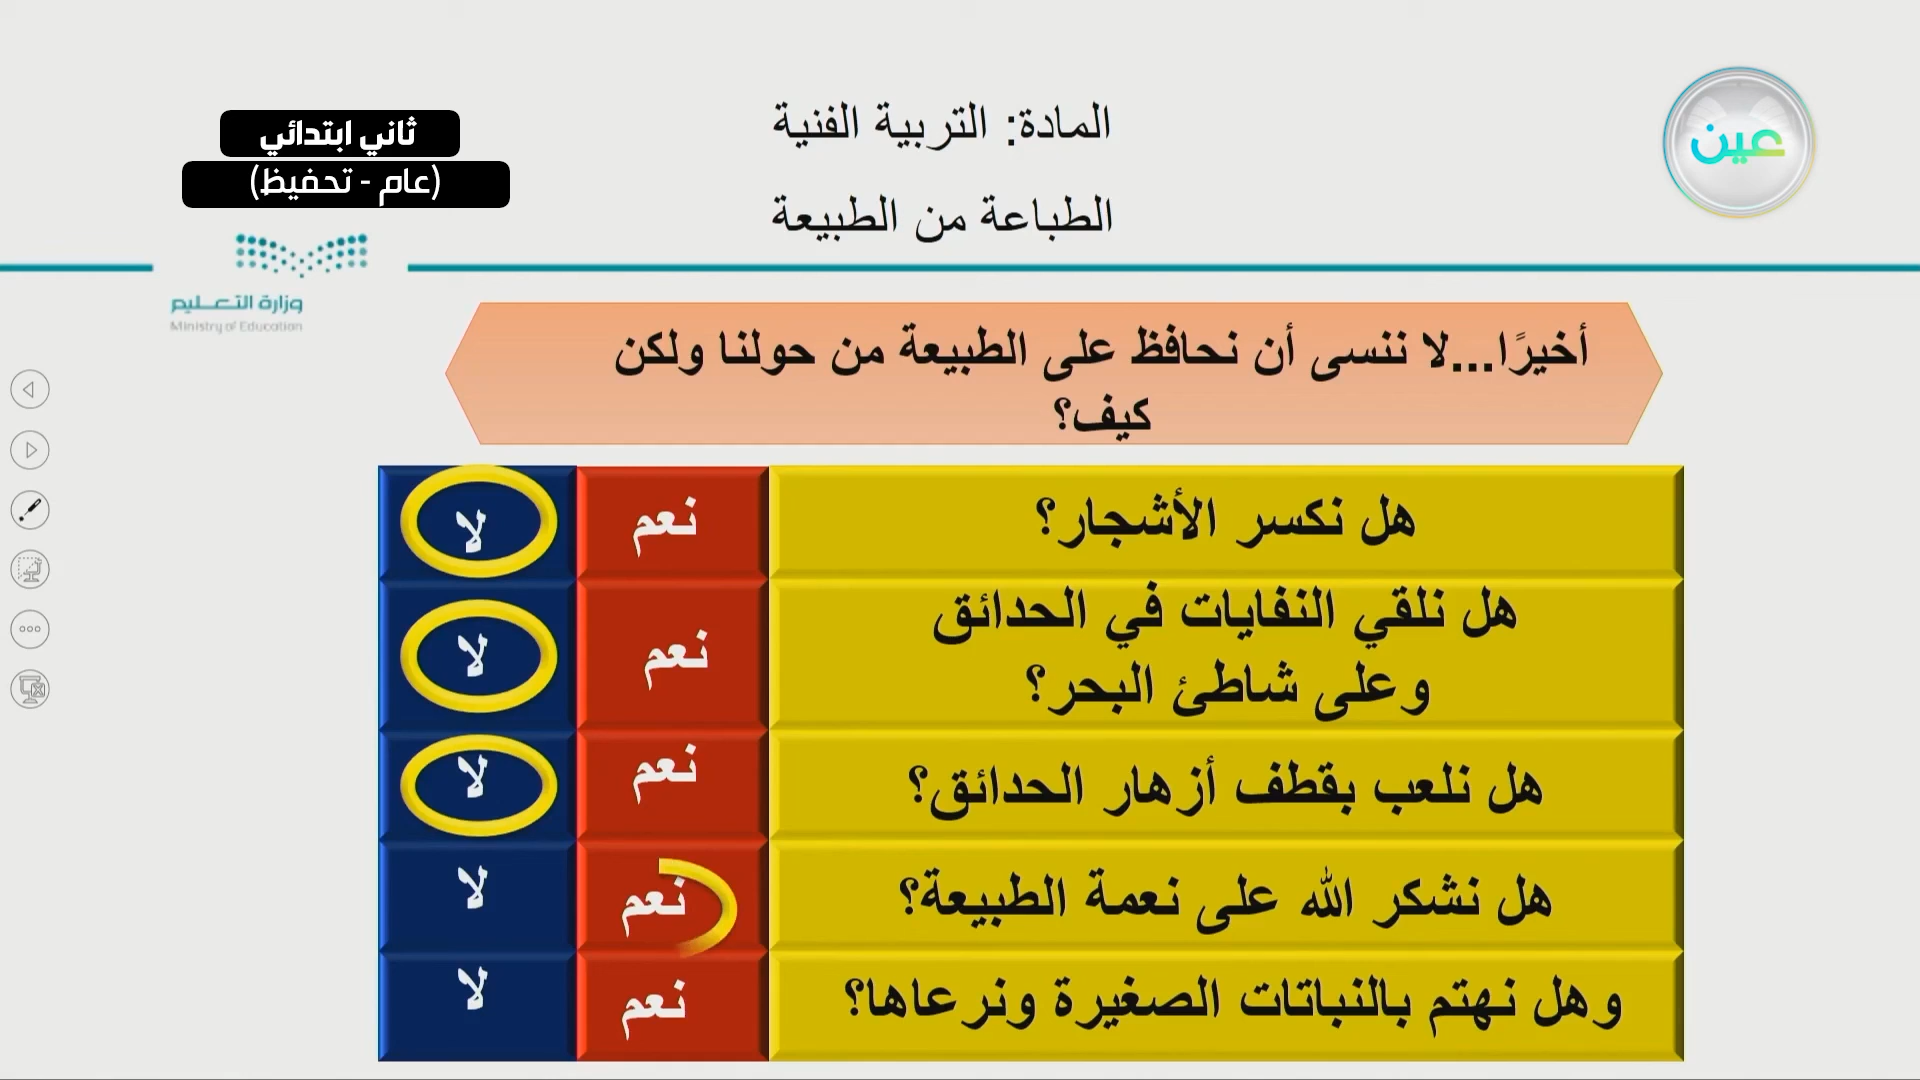 عين
المادة: التربية الفنية
الطباعة من الطبيعة
ثاني ابتدائي
(عام - تحفيظ)
وزارة التعليم
Ministry of Education
أخيرًا...لا ننسى أن نحافظ على الطبيعة من حولنا ولكن
كيف؟
هل نكسر الأشجار؟ نعم لا
هل نلقي النفايات في الحدائق
وعلى شاطئ البحر؟ نعم لا
هل نلعب بقطف أزهار الحدائق؟ نعم لا
هل نشكر الله على نعمة الطبيعة؟ نعم لا
وهل نهتم بالنباتات الصغيرة ونرعاها؟ نعم لا